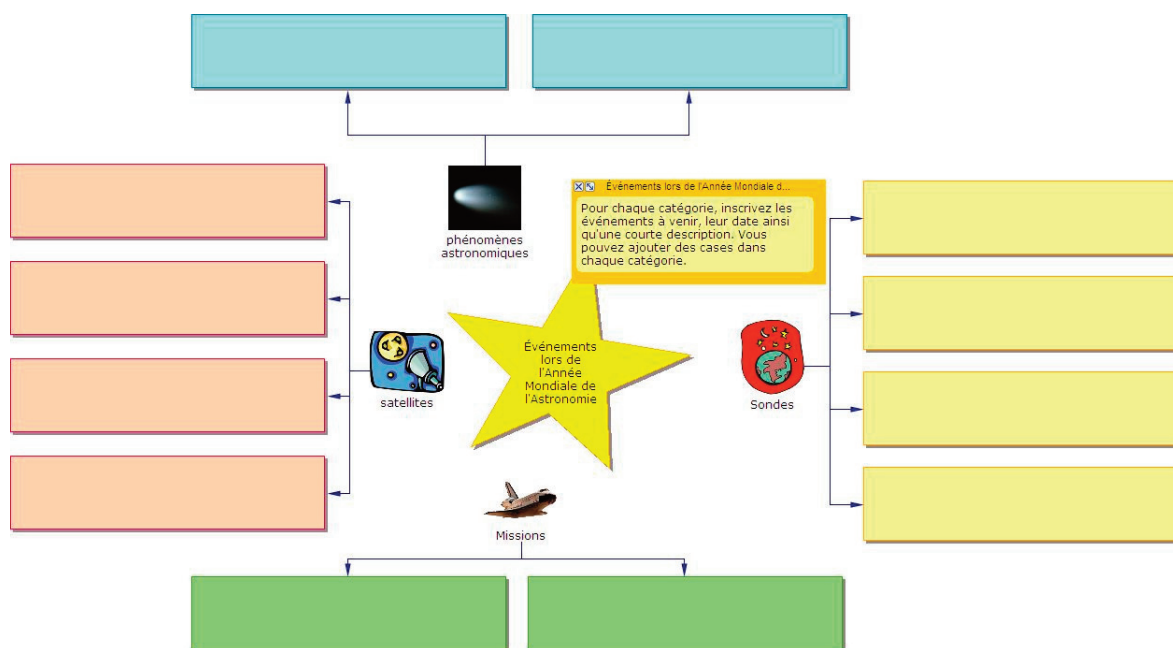 phénomènes
astronomiques
Événements lors de l'Année Mondiale d...
Pour chaque catégorie, inscrivez les
événements à venir, leur date ainsi
qu'une courte description. Vous
pouvez ajouter des cases dans
chaque catégorie.
Événements
lors de
l'Année
Mondiale de
l'Astronomie
satellites
Sondes
Missions